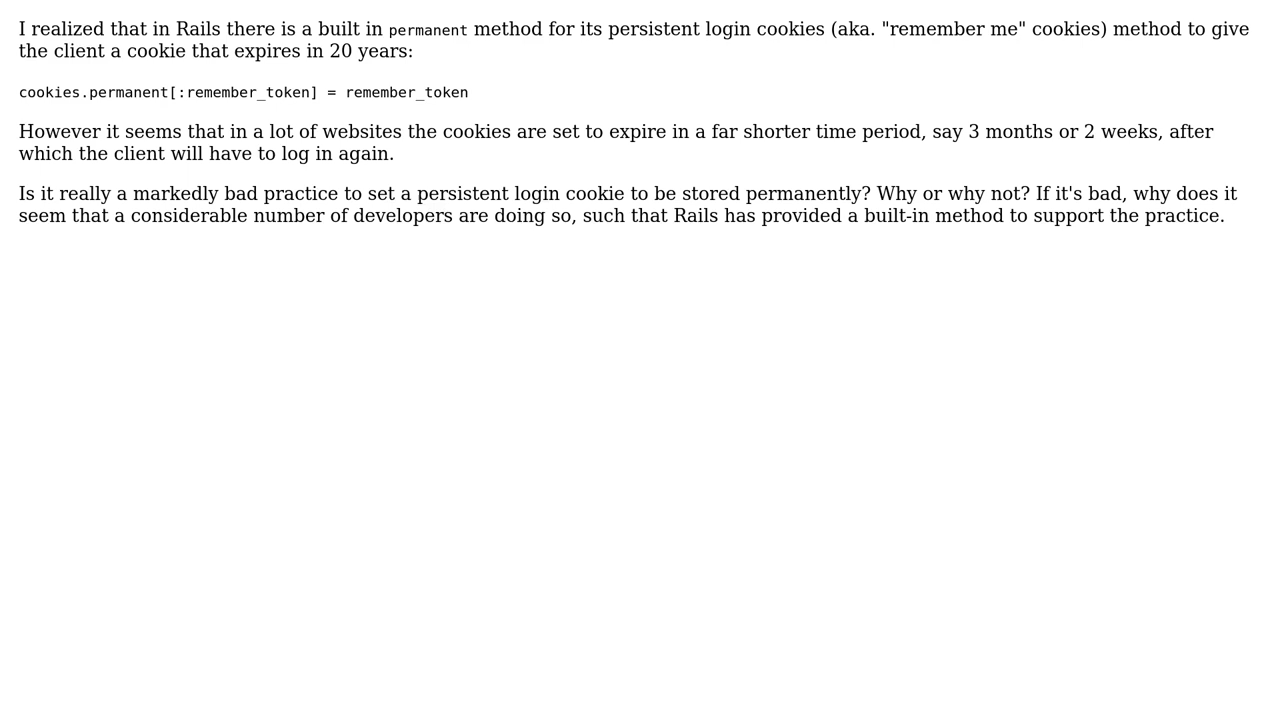 I realized that in Rails there is a built in permanent method for its persistent login cookies (aka. "remember me" cookies) method to give
the client a cookie that expires in 20 years:
cookies.permanent[:remember_token] = remember_token
However it seems that in a lot of websites the cookies are set to expire in a far shorter time period, say 3 months or 2 weeks, after
which the client will have to log in again.
Is it really a markedly bad practice to set a persistent login cookie to be stored permanently? Why or why not? If it's bad, why does it
seem that a considerable number of developers are doing so, such that Rails has provided a built-in method to support the practice.